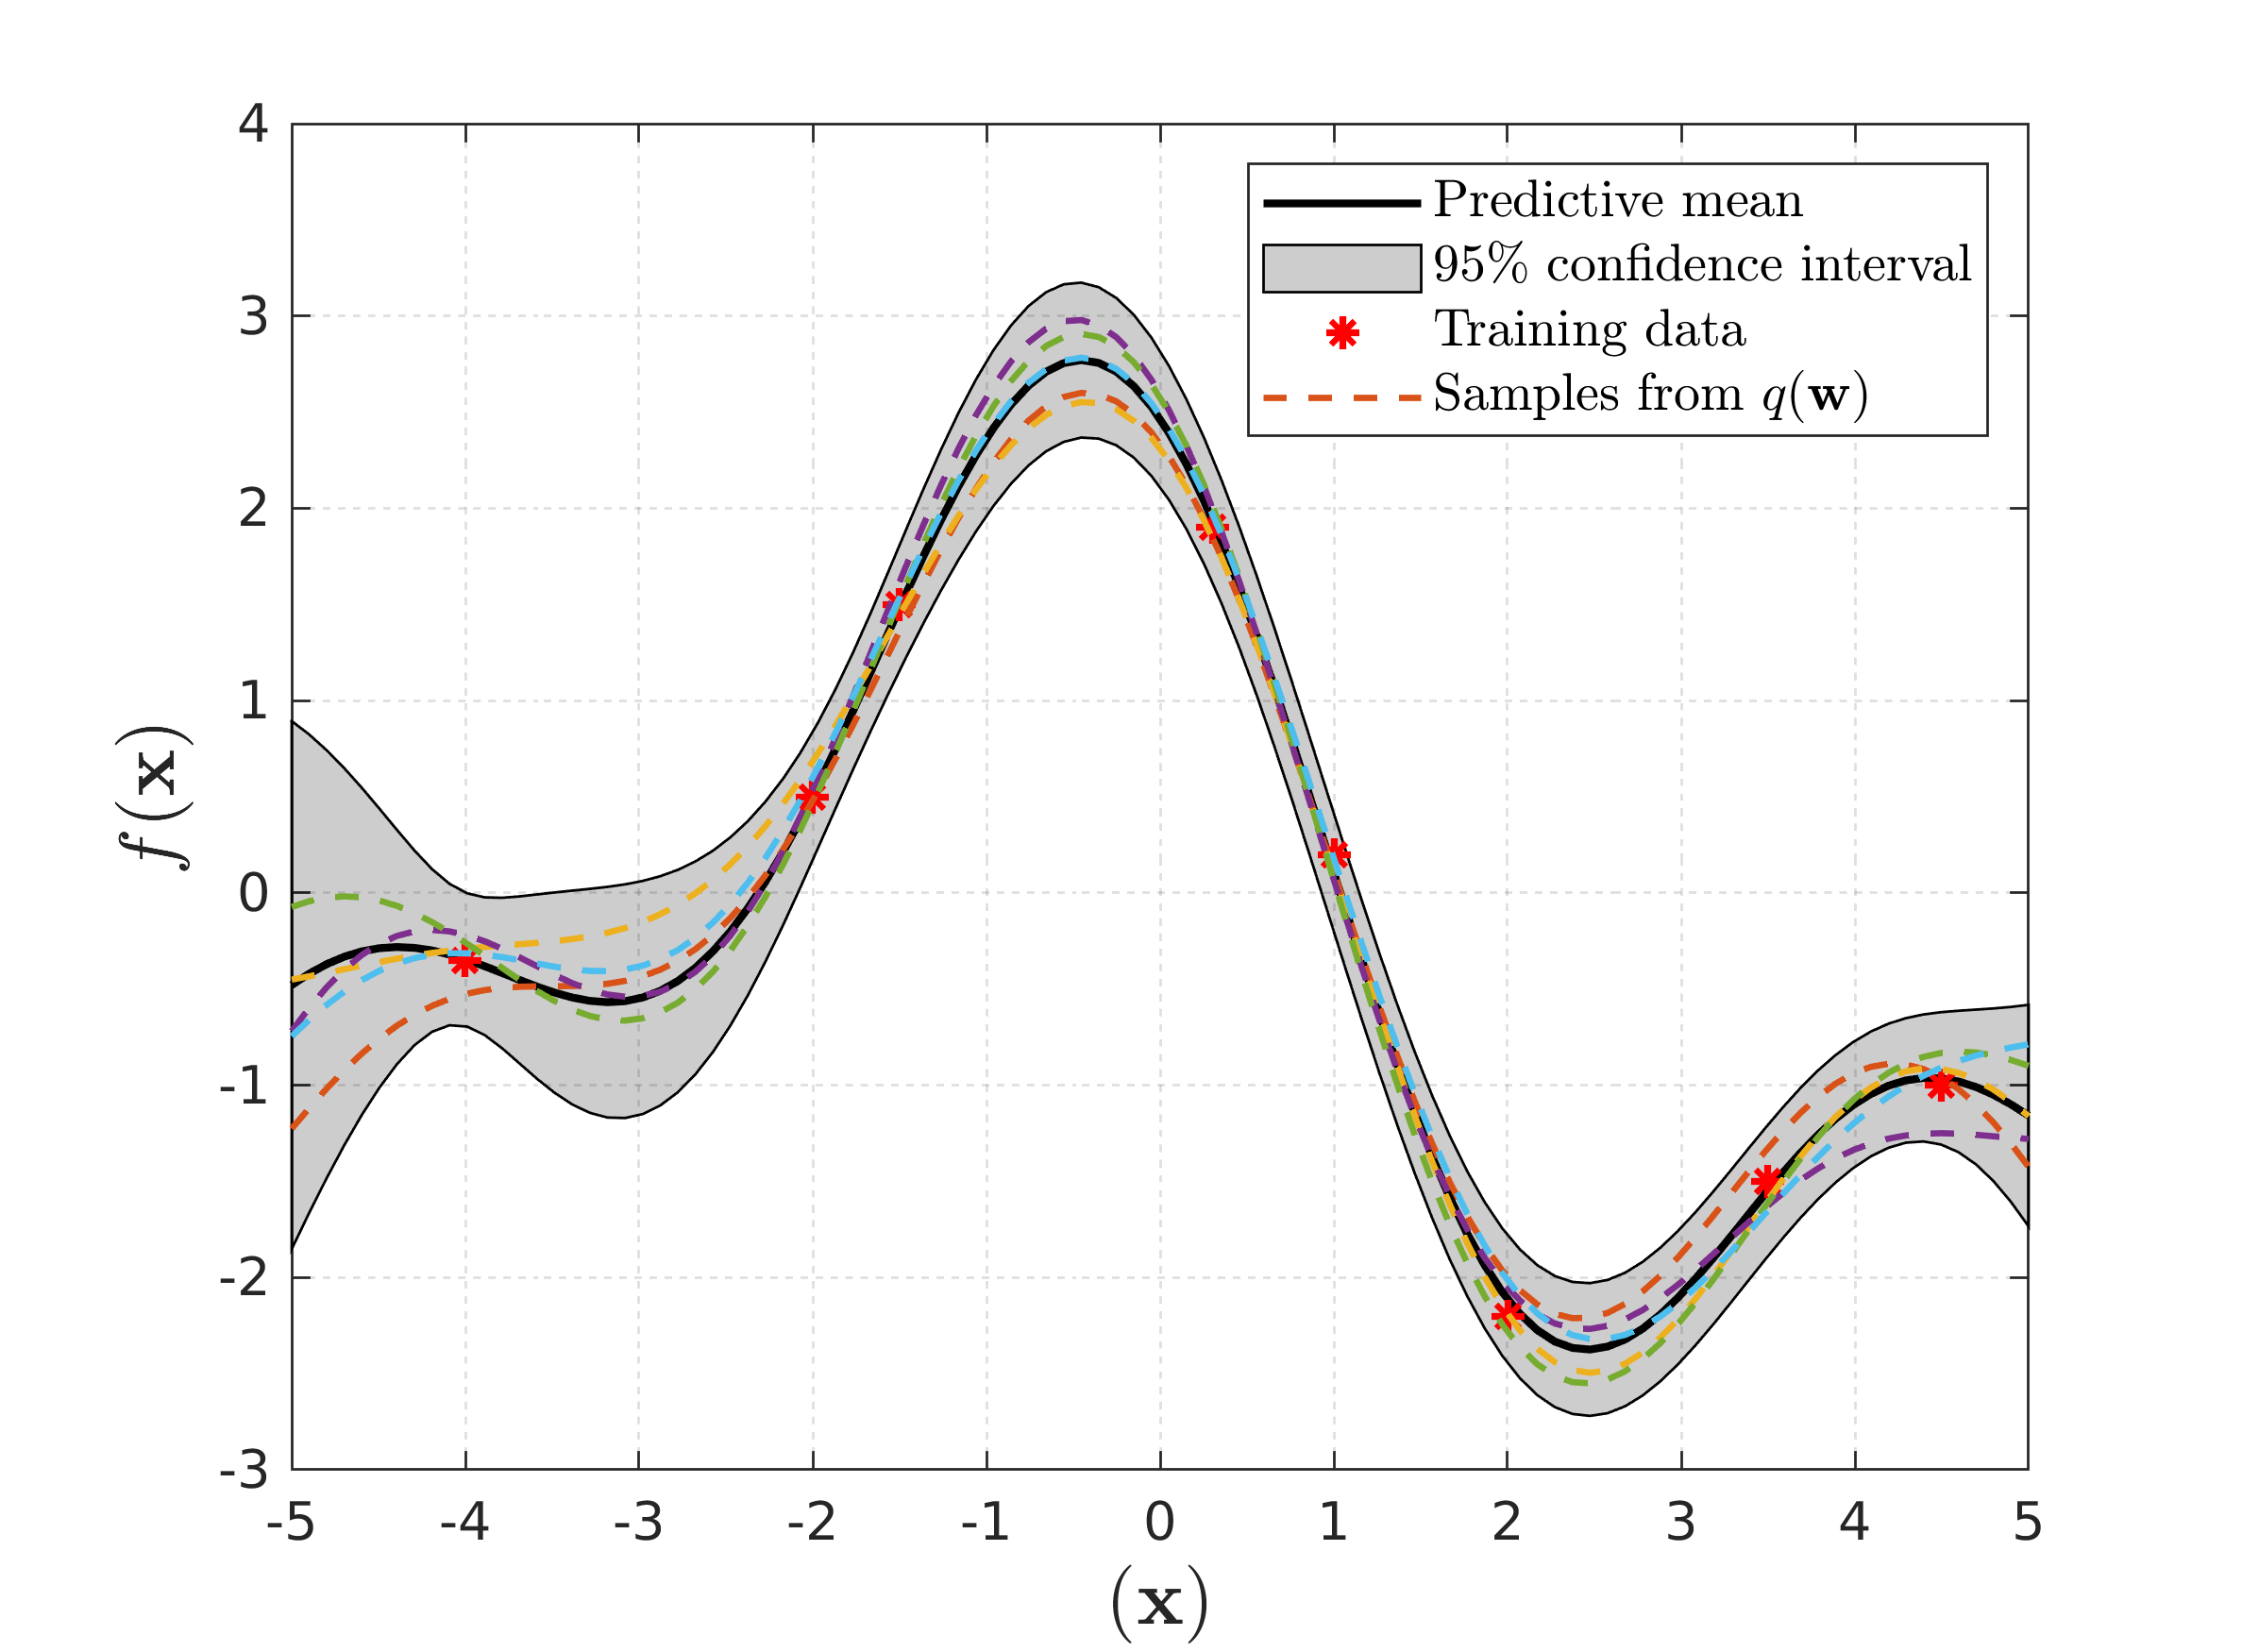 4
3
2
1
0
-1
-2
-3
f(x)
Predictive mean
95% confidence interval
Training data
Samples from q(w)
-5 -4 -3 -2 -1 0 1 2 3 4 5
(x)